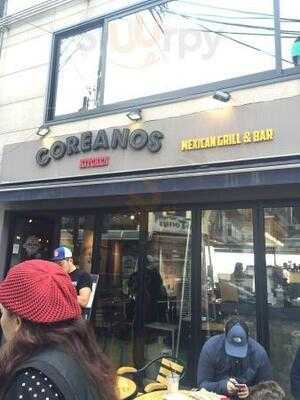 COREANOS
KITCHEN
MEXICAN GRILL & BAR